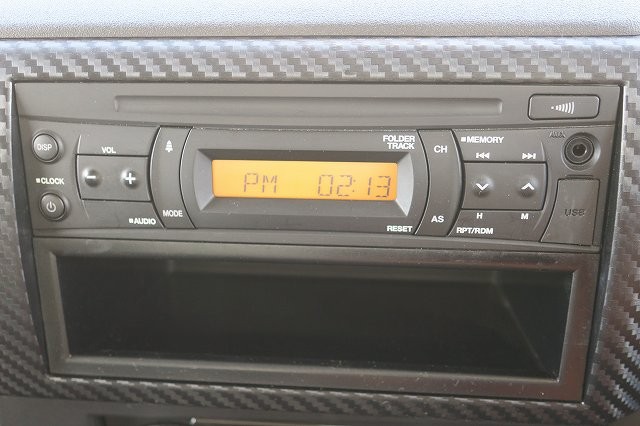 DISP
VOL
FOLDER
TRACK
CH
■MEMORY
AUX
PM 02:13
■CLOCK
■AUDIO
MODE
RESET
AS
H
M
RPT/RDM
USB